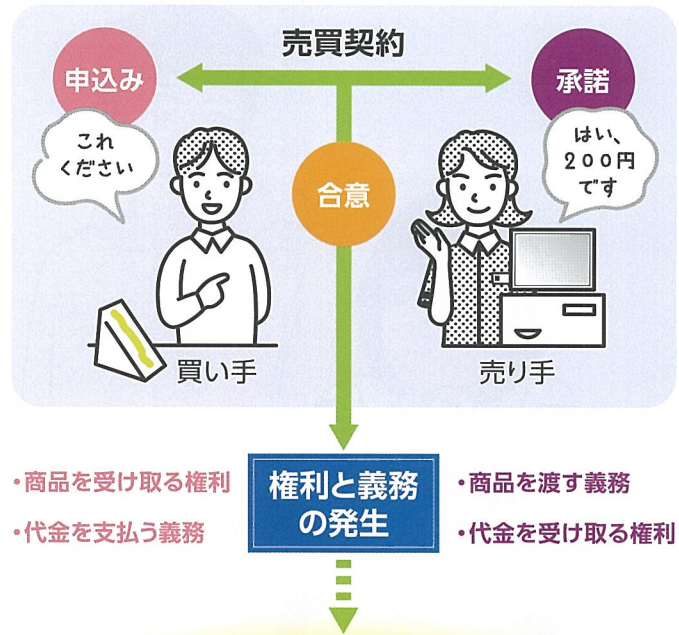 売買契約
申込み
承諾
これ
ください
はい、
200円
です
合意
買い手
売り手
・商品を受け取る権利
・代金を支払う義務
権利と義務
の発生
・商品を渡す義務
・代金を受け取る権利